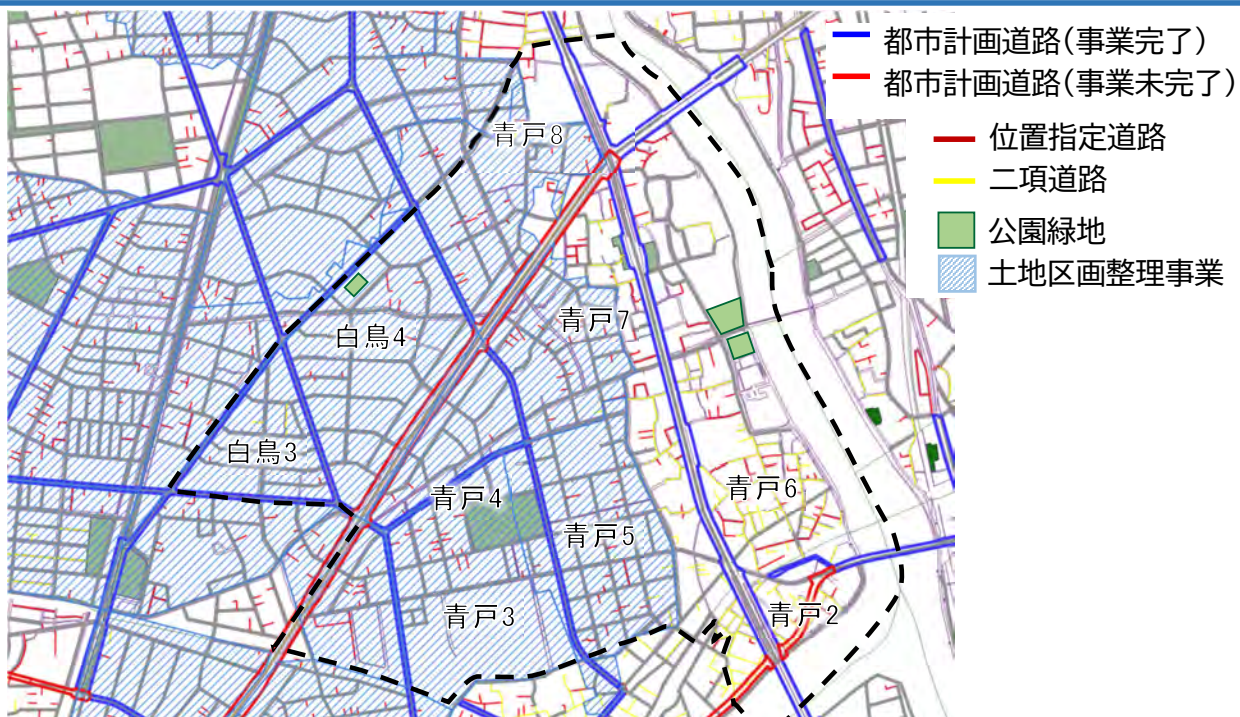 都市計画道路(事業完了)
都市計画道路(事業未完了)
位置指定道路
二項道路
公園緑地
土地区画整理事業
青戸8
青戸7
白鳥4
白鳥3
青戸4
青戸6
青戸5
青戸3
青戸2